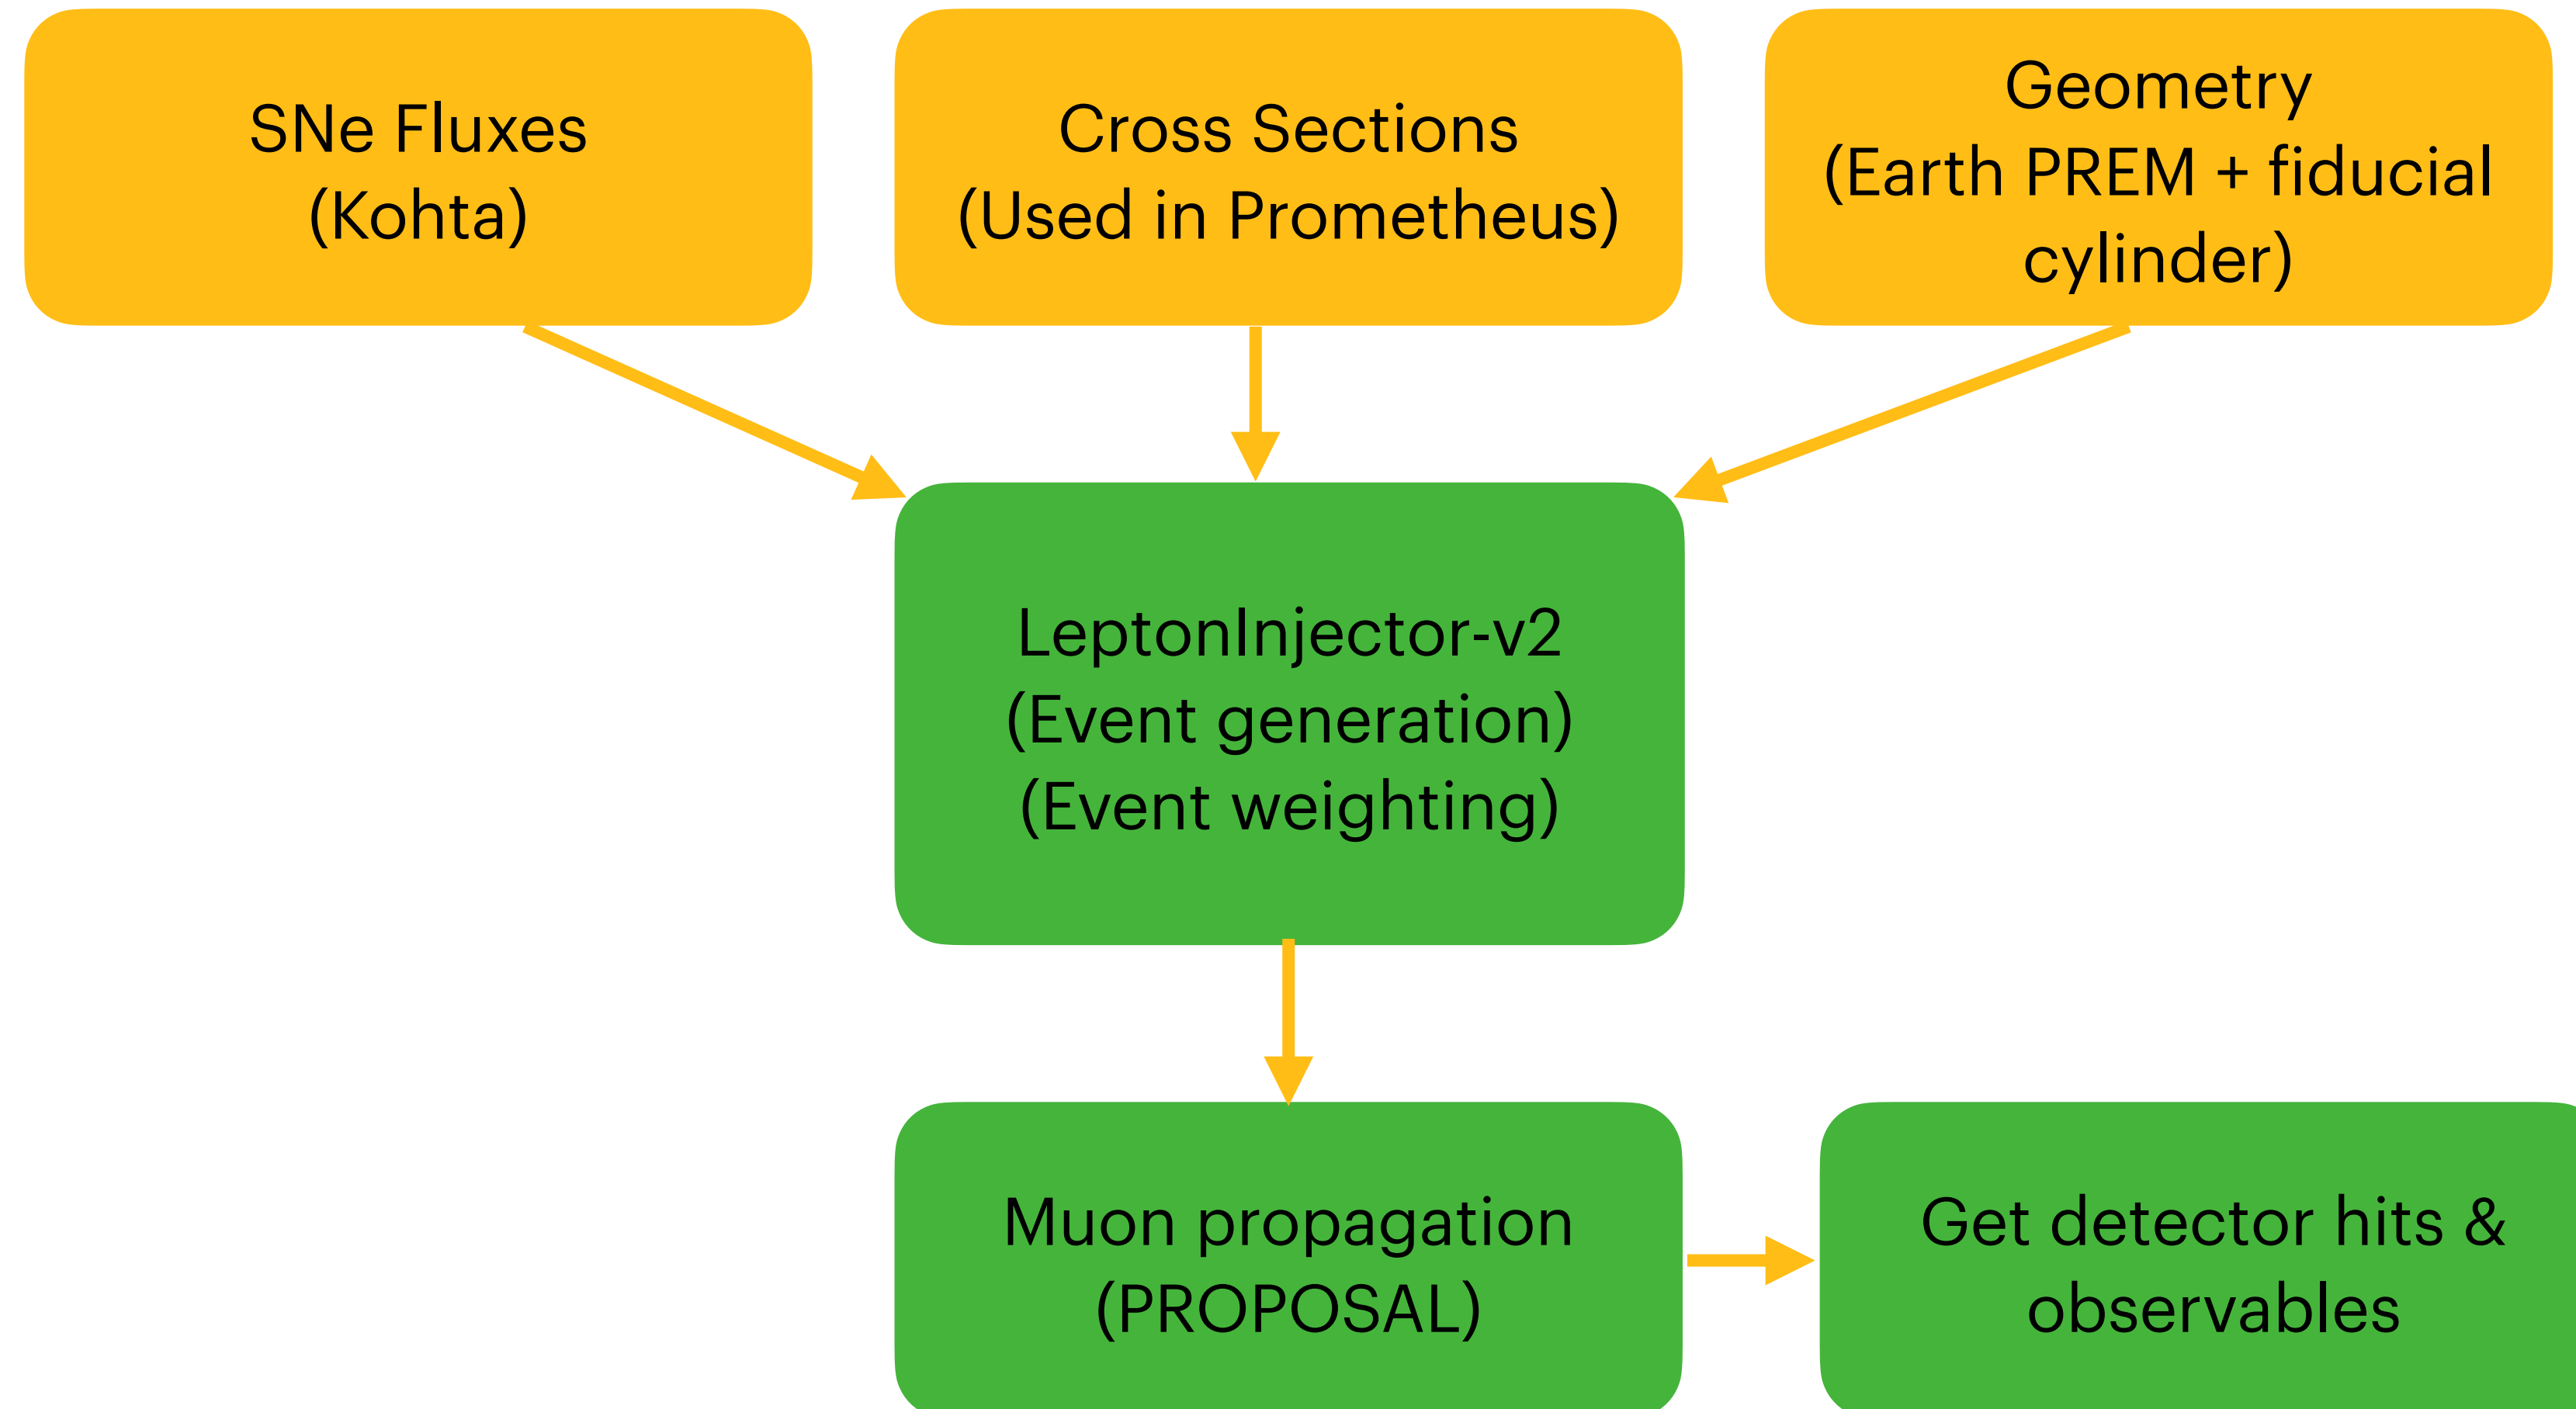 SNe Fluxes
(Kohta)
Cross Sections
(Used in Prometheus)
Geometry
(Earth PREM + fiducial
cylinder)
LeptonInjector-v2
(Event generation)
(Event weighting)
Muon propagation
(PROPOSAL)
Get detector hits &
observables